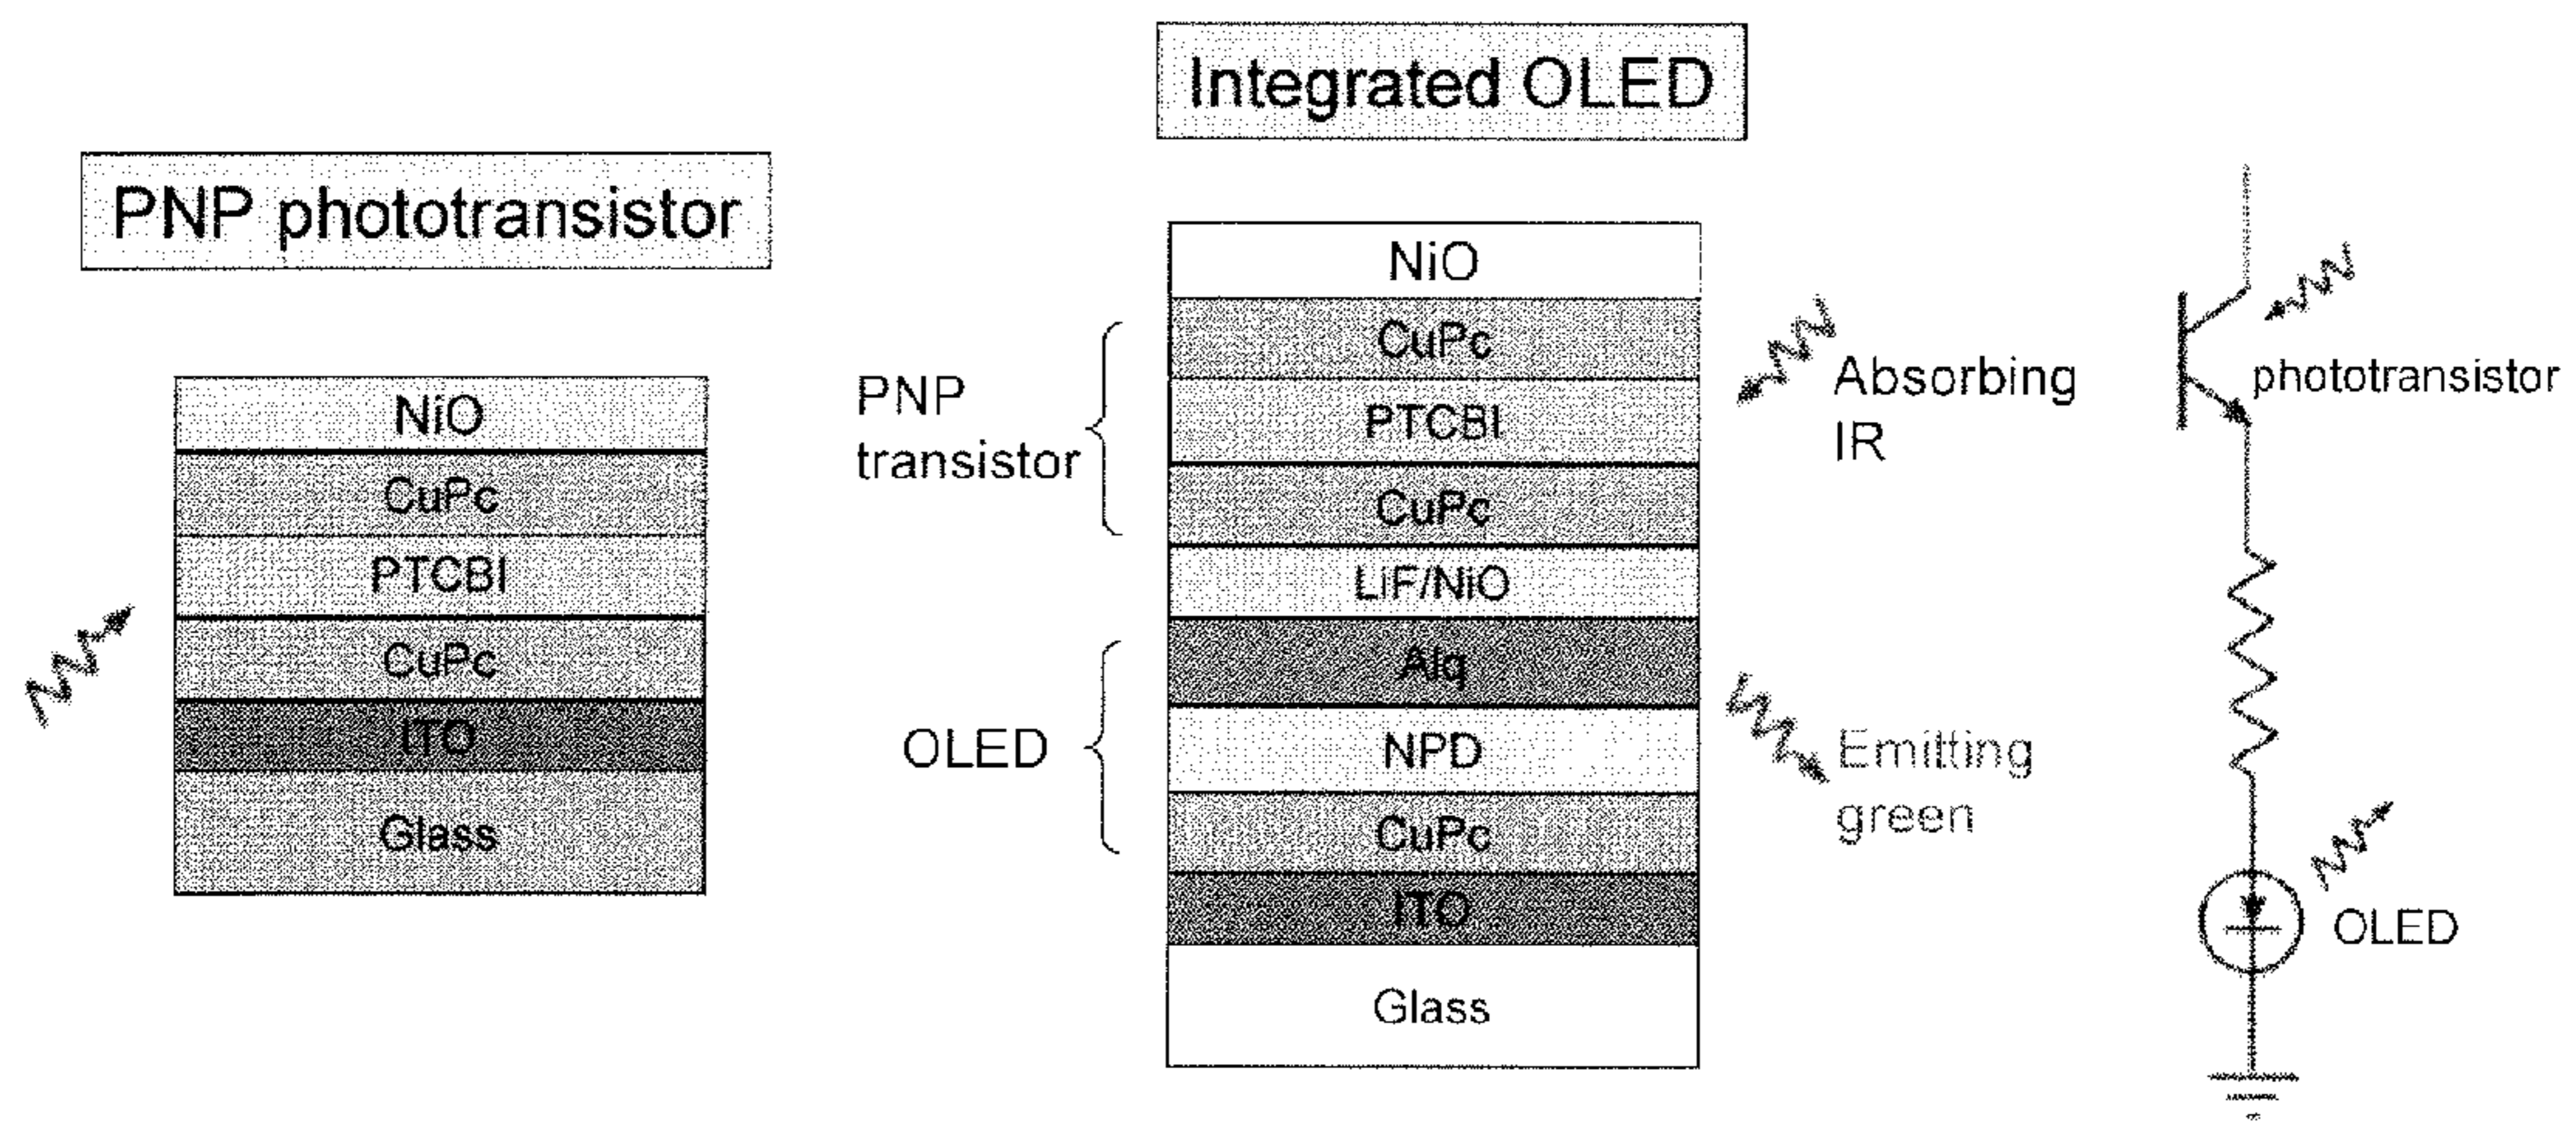 Integrated OLED
PNP phototransistor
NiO
CuPc
PTCBI
CuPc
ITO
Glass
PNP
transistor
OLED
NiO
CuPc
PTCBI
CuPc
LiF/NiO
Alq
NPD
CuPc
ITO
Glass
Absorbing
IR
Emitting
green
phototransistor
OLED